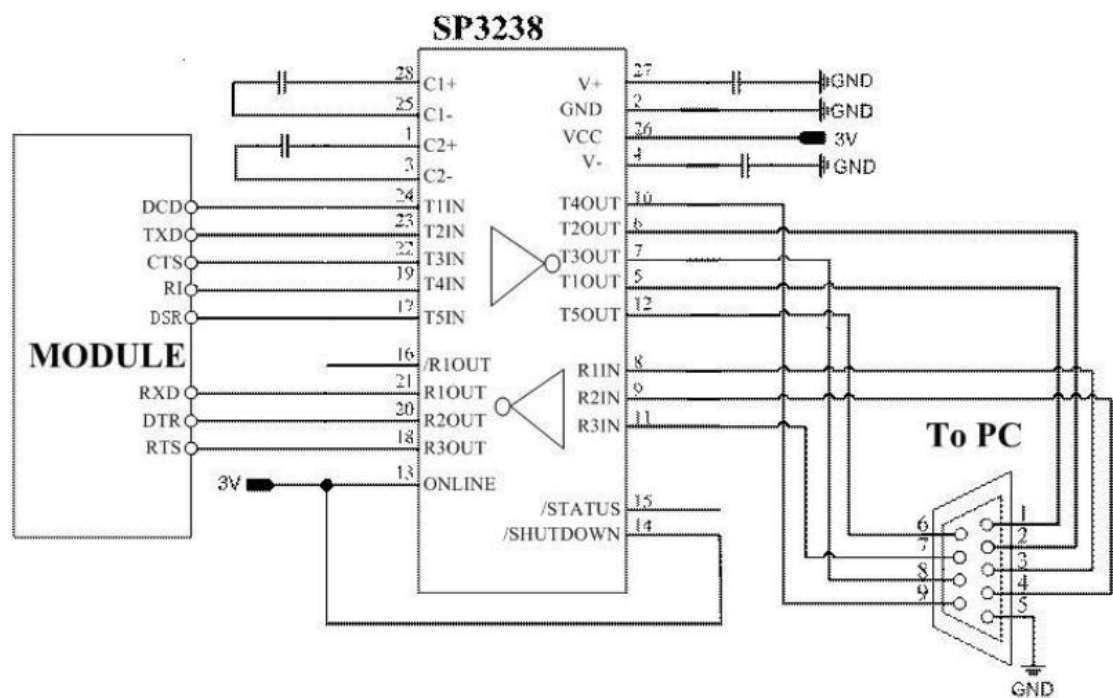 SP3238
28
C1+
25
C1-
1
C2+
3
C2-
24
T1IN
23
T2IN
22
T3IN
19
T4IN
17
T5IN
16
/R1OUT
21
R1OUT
20
R2OUT
18
R3OUT
3V
13
ONLINE
DCD
TXD
CTS
RI
DSR
MODULE
RXD
DTR
RTS
V+
27
GND
GND
2
GND
VCC
26
3V
V-
4
GND
T4OUT
10
T2OUT
6
T3OUT
7
T1OUT
5
T5OUT
12
R1IN
8
R2IN
9
R3IN
11
/STATUS
15
/SHUTDOWN
14
To PC
6
7
8
9
1
2
3
4
5
GND